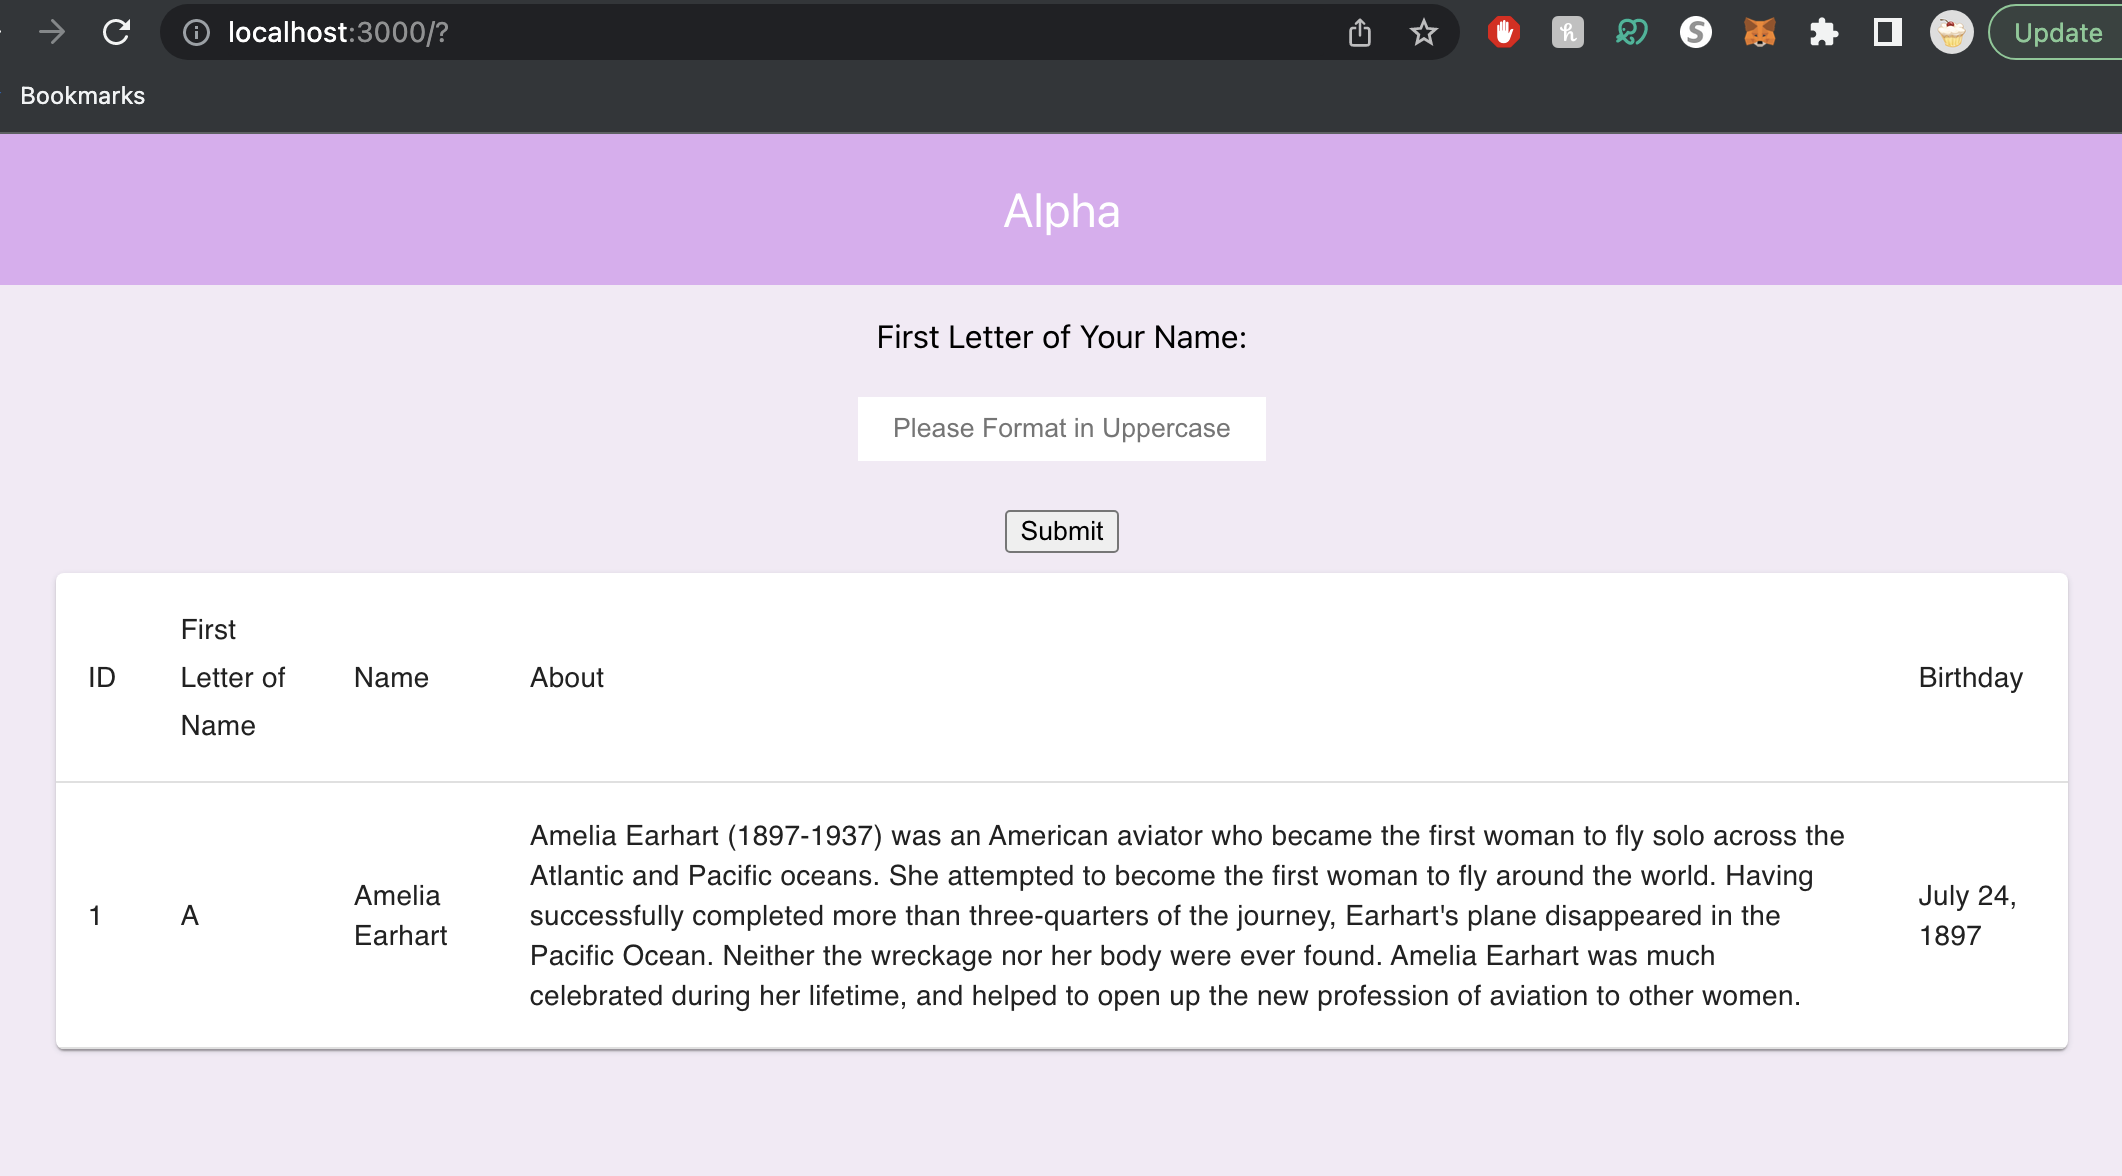 localhost:3000/?
Update
Bookmarks
Alpha
First Letter of Your Name:
Please Format in Uppercase
Submit
ID
First
Letter of
Name
Name
About
Birthday
1
A
Amelia
Earhart
Amelia Earhart (1897-1937) was an American aviator who became the first woman to fly solo across the
Atlantic and Pacific oceans. She attempted to become the first woman to fly around the world. Having
successfully completed more than three-quarters of the journey, Earhart's plane disappeared in the
Pacific Ocean. Neither the wreckage nor her body were ever found. Amelia Earhart was much
celebrated during her lifetime, and helped to open up the new profession of aviation to other women.
July 24,
1897